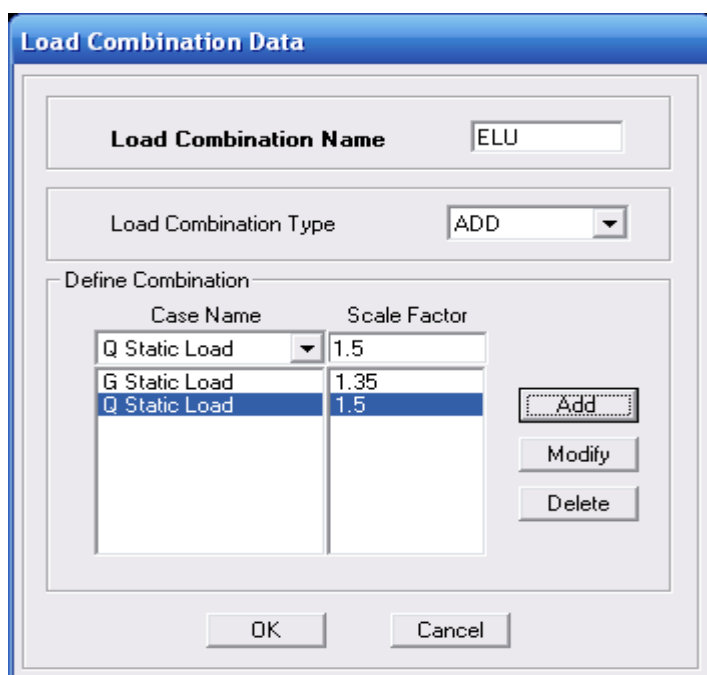 Load Combination Data
Load Combination Name ELU
Load Combination Type ADD
Define Combination
Case Name Scale Factor
Q Static Load 1.5
G Static Load 1.35
Q Static Load 1.5
Add
Modify
Delete
OK Cancel